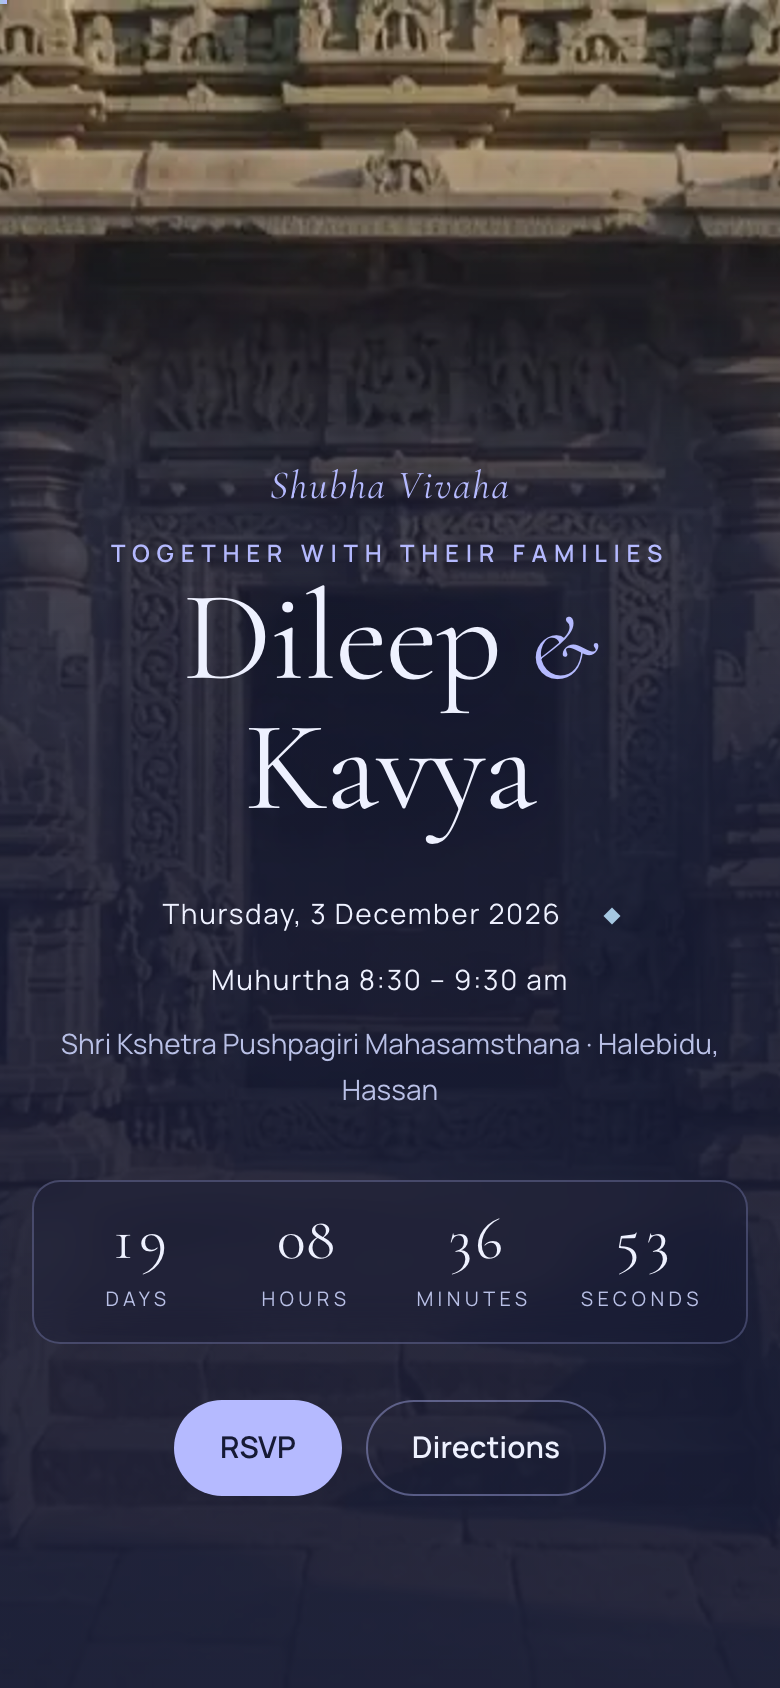 Shubha Vivaha
TOGETHER WITH THEIR FAMILIES
Dileep &
Kavya
Thursday, 3 December 2026 ◆
Muhurtha 8:30 – 9:30 am
Shri Kshetra Pushpagiri Mahasamsthana · Halebidu,
Hassan
19 08 36 53
DAYS HOURS MINUTES SECONDS
RSVP Directions